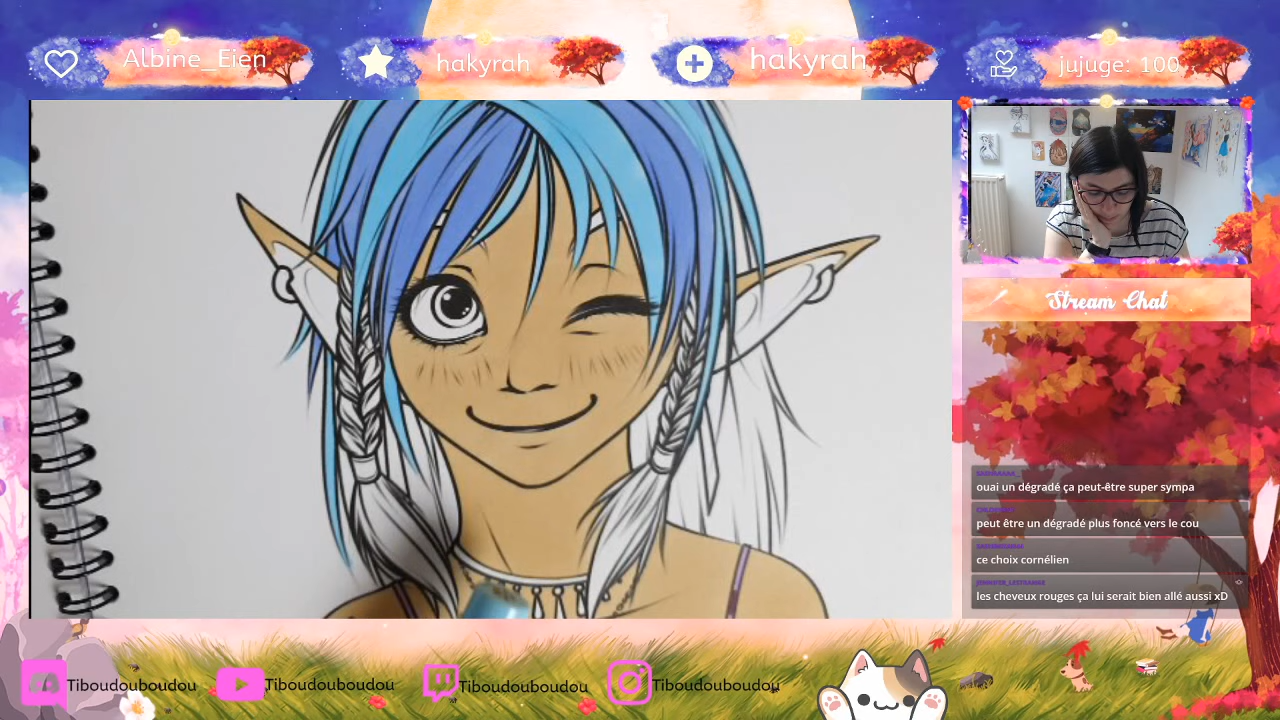 Albine_Eien
hakyrah
hakyrah
jujuge: 100
Stream Chat
ouai un dégradé ça peut-être super sympa
peut être un dégradé plus foncé vers le cou
ce choix cornélien
les cheveux rouges ça lui serait bien allé aussi xD
Tiboudouboudou
Tiboudouboudou
Tiboudouboudou
Tiboudouboudou